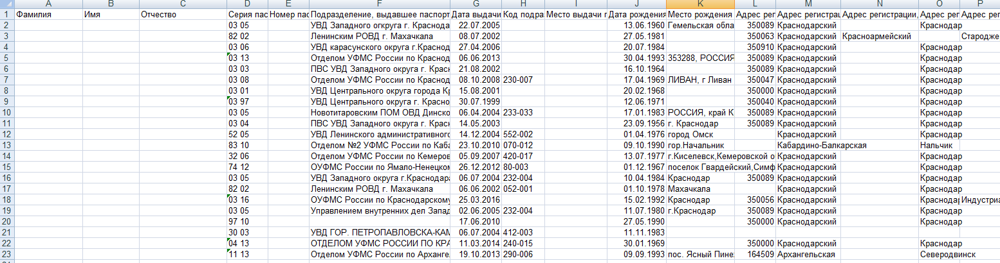 A B C D E F G H I J K L M N O P
1 Фамилия Имя Отчество Серия пас Номер пас Подразделение, выдавшее паспорт Дата выдачи Код подра Место выдачи Дата рождения Место рождения Адрес рег Адрес регистрац Адрес регистрации, Адрес рег Адрес рег
2 03 05 УВД Западного огкруга г. Краснода 22.07.2005 13.06.1960 Гемельская обла 350089 Краснодарский Краснодар
3 82 02 Ленинским РОВД г. Махачкала 08.07.2002 27.05.1981 350063 Краснодарский Красноармейский Стародже
4 03 06 УВД карасунского округа г.Краснод 27.04.2006 20.07.1984 350910 Краснодарский Краснодар
5 03 13 Отделом УФМС России по Краснод 06.06.2013 30.04.1993 353288, РОССИЯ 350089 Краснодарский Краснодар
6 03 03 ПВС УВД Западного округа г. Крас 21.08.2002 16.10.1964 350089 Краснодарский Краснодар
7 03 08 Отделом УФМС России по Краснод 08.10.2008 230-007 17.04.1969 ЛИВАН, г Ливан 350047 Краснодарский Краснодар
8 03 01 УВД Центрального округа города Кр 15.08.2001 20.02.1968 350000 Краснодарский Краснодар
9 03 97 УВД Центрального округа г. Красно 30.07.1999 12.06.1971 350040 Краснодарский Краснодар
10 03 05 Новотитаровским ПОМ ОВД Динско 06.04.2004 233-033 17.01.1983 РОССИЯ, край К 350089 Краснодарский Краснодар
11 03 04 ПВС УВД Западного округа г. Крас 14.05.2003 23.09.1956 г. Краснодар 350089 Краснодарский Краснодар
12 52 05 УВД Ленинского административного 14.12.2004 552-002 01.04.1976 город Омск Краснодарский Краснодар
13 83 10 Отделом №2 УФМС России по Каба 23.10.2010 070-012 09.10.1990 гор.Начальник Кабардино-Балкарская Нальчик
14 32 06 Отделом УФМС России по Кемеров 05.09.2007 420-017 13.07.1977 г.Киселевск,Кемеровской о Краснодарский Краснодар
15 74 12 ОУФМС России по Ямало-Ненецком 26.12.2012 80-003 01.12.1967 поселок Гвардейский,Симф Краснодарский Краснодар
16 03 05 УВД Западного округа г.Краснодара 06.07.2004 232-004 10.04.1984 Краснодар 350089 Краснодарский Краснодар
17 82 02 Ленинским РОВД г. Махачкала 06.06.2002 052-001 01.10.1978 Махачкала Краснодарский Краснодар
18 03 16 ОУФМС России по Краснодарскому 25.03.2016 15.02.1992 Краснодар 350056 Краснодарский Краснодар Индустриа
19 03 05 Управлением внутренних дел Запад 02.06.2005 232-004 11.07.1980 г.Краснодар 350089 Краснодарский Краснодар
20 97 10 17.06.2010 27.05.1990 350000 Краснодарский Краснодар
21 30 03 УВД ГОР. ПЕТРОПАВЛОВСКА-КАМ 06.07.2004 412-003 11.11.1983
22 04 13 ОТДЕЛОМ УФМС РОССИИ ПО КРА 11.03.2014 240-015 30.01.1969 350000 Краснодарский Краснодар
23 11 13 Отделом УФМС России по Арханге 19.10.2013 290-006 09.09.1993 пос. Ясный Пине 164509 Архангельская Северодвинск